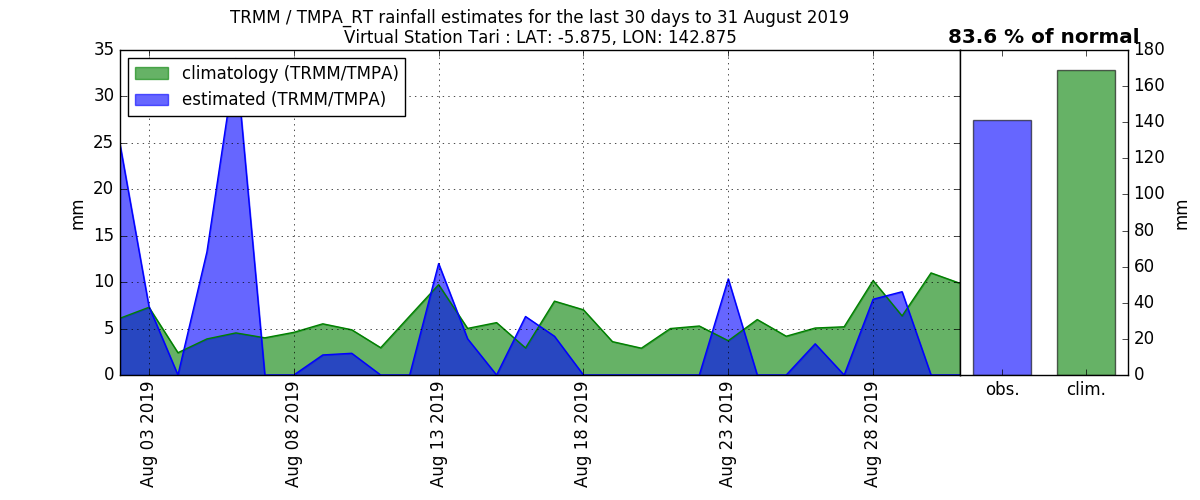 TRMM / TMPA_RT rainfall estimates for the last 30 days to 31 August 2019
Virtual Station Tari : LAT: -5.875, LON: 142.875
83.6 % of normal
climatology (TRMM/TMPA)
estimated (TRMM/TMPA)
35
30
25
20
15
10
5
0
mm
Aug 03 2019
Aug 08 2019
Aug 13 2019
Aug 18 2019
Aug 23 2019
Aug 28 2019
180
160
140
120
100
80
60
40
20
0
mm
obs.
clim.